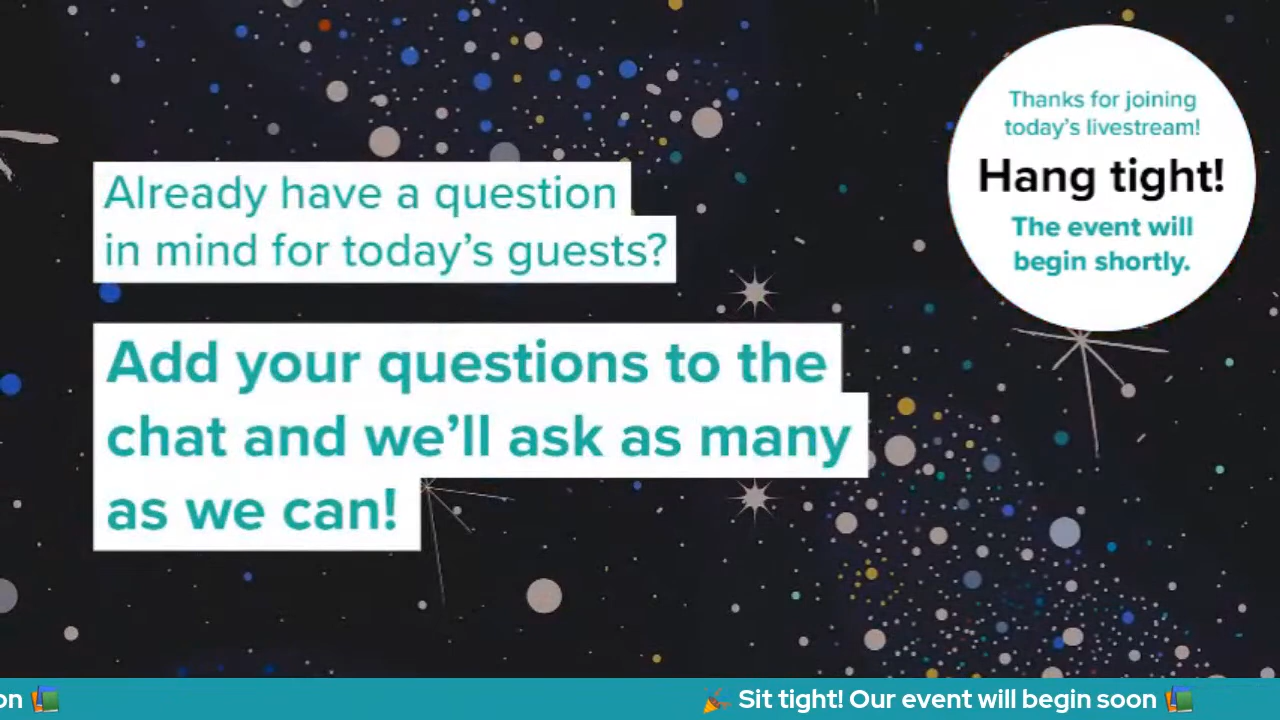 Thanks for joining
today's livestream!
Hang tight!
The event will
begin shortly.
Already have a question
in mind for today's guests?
Add your questions to the
chat and we'll ask as many
as we can!
on 📚 🎉 Sit tight! Our event will begin soon 📚